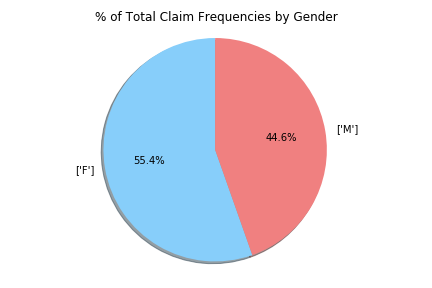 % of Total Claim Frequencies by Gender
['M']
44.6%
55.4%
['F']